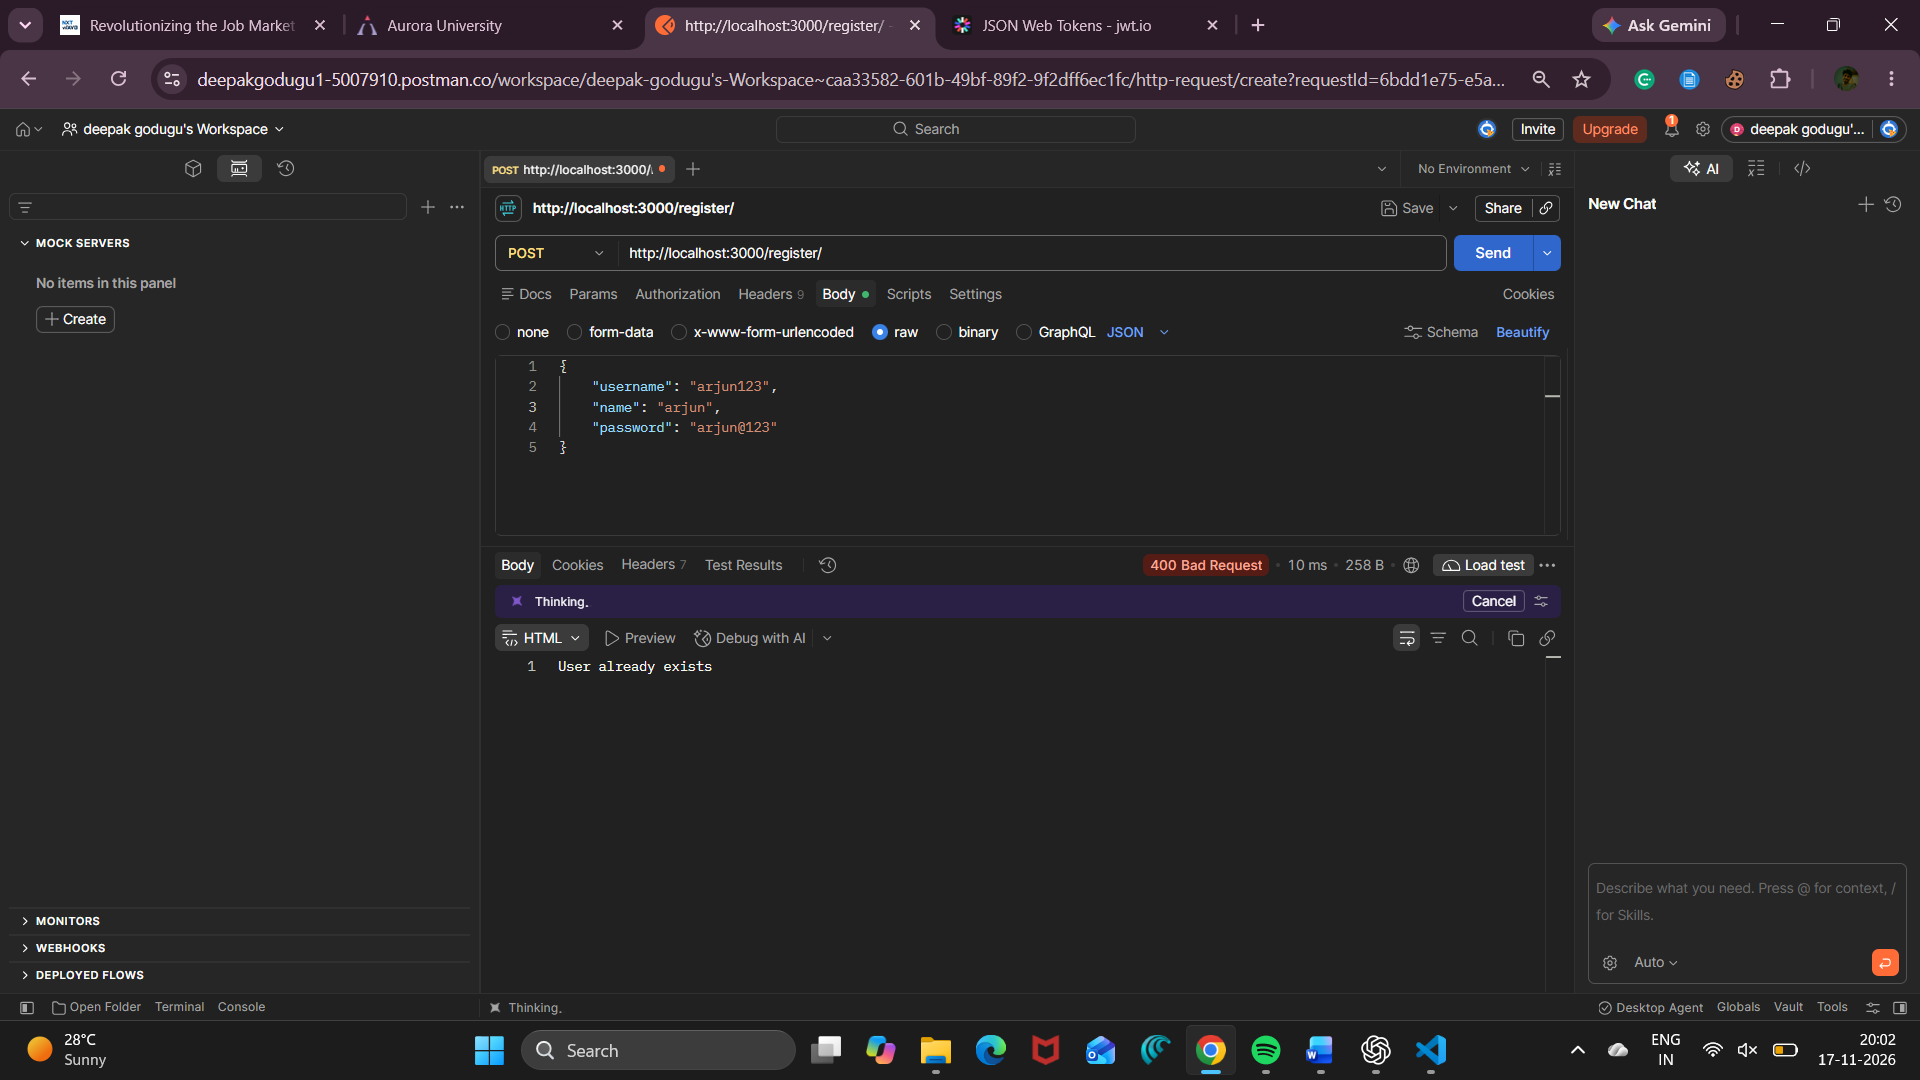 Revolutionizing the Job Market
Aurora University
http://localhost:3000/register/ -
JSON Web Tokens - jwt.io
Ask Gemini
deepakgodugu1-5007910.postman.co/workspace/deepak-godugu's-Workspace~caa33582-601b-49bf-89f2-9f2dff6ec1fc/http-request/create?requestId=6bdd1e75-e5a...
deepak godugu's Workspace
Search
Invite
Upgrade
1
D
deepak godugu'...
POST http://localhost:3000/
No Environment
AI
HTTP
http://localhost:3000/register/
Save
Share
New Chat
MOCK SERVERS
No items in this panel
Create
POST
http://localhost:3000/register/
Send
Docs Params Authorization Headers 9 Body Scripts Settings
Cookies
none form-data x-www-form-urlencoded raw binary GraphQL JSON
Schema Beautify
1 {
2 "username": "arjun123",
3 "name": "arjun",
4 "password": "arjun@123"
5 }
Body Cookies Headers 7 Test Results
400 Bad Request • 10 ms • 258 B •
Load test
Thinking.
Cancel
HTML
Preview
Debug with AI
1 User already exists
MONITORS
WEBHOOKS
DEPLOYED FLOWS
Describe what you need. Press @ for context, /
for Skills.
Auto
Open Folder Terminal Console
Thinking.
Desktop Agent Globals Vault Tools
28°C
Sunny
Search
ENG
IN
20:02
17-11-2026